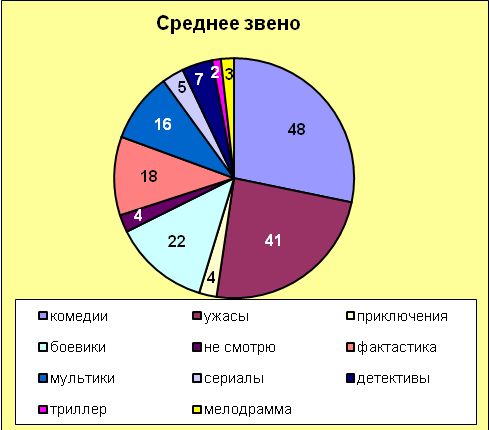 Среднее звено
48
41
4
22
4
18
16
5
7
2
3
комедии ужасы приключения
боевики не смотрю фактастика
мультики сериалы детективы
триллер мелодрамма